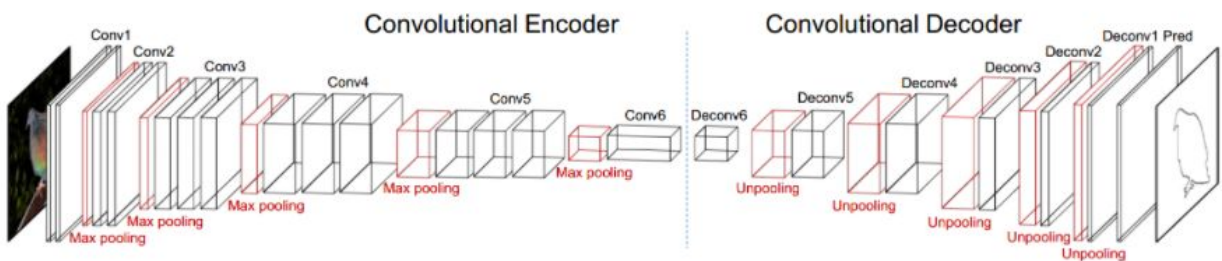 Convolutional Encoder
Convolutional Decoder
Conv1
Conv2
Conv3
Conv4
Conv5
Conv6
Deconv6
Deconv5
Deconv4
Deconv3
Deconv2
Deconv1 Pred
Max pooling
Max pooling
Max pooling
Max pooling
Max pooling
Unpooling
Unpooling
Unpooling
Unpooling
Unpooling